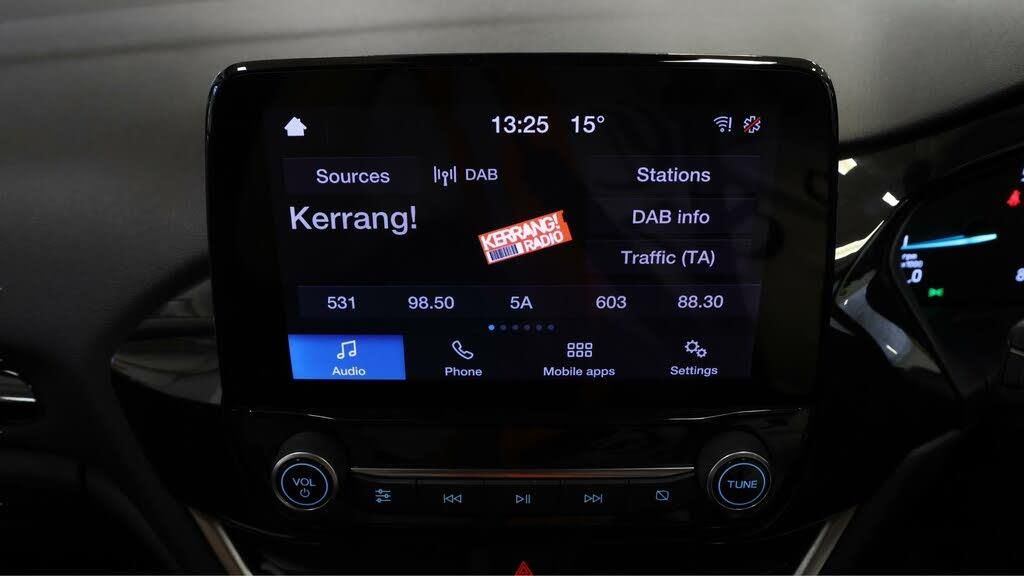 13:25 15°
Sources DAB Stations
Kerrang!
KERRANG!
RADIO
DAB info
Traffic (TA)
531 98.50 5A 603 88.30
Audio Phone Mobile apps Settings
VOL TUNE